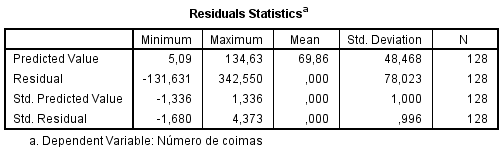 Residuals Statisticsa
Minimum Maximum Mean Std. Deviation N
Predicted Value 5,09 134,63 69,86 48,468 128
Residual -131,631 342,550 ,000 78,023 128
Std. Predicted Value -1,336 1,336 ,000 1,000 128
Std. Residual -1,680 4,373 ,000 ,996 128
a. Dependent Variable: Número de coimas